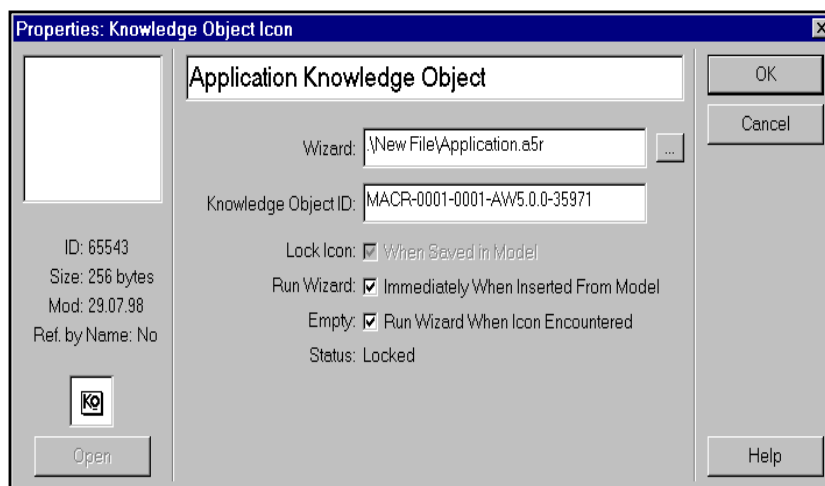 Properties: Knowledge Object Icon
Application Knowledge Object
OK
Cancel
Wizard: .\New File\Application.a5r ...
Knowledge Object ID: MACR-0001-0001-AW5.0.0-35971
Lock Icon: When Saved in Model
Run Wizard: Immediately When Inserted From Model
Empty: Run Wizard When Icon Encountered
Status: Locked
ID: 65543
Size: 256 bytes
Mod: 29.07.98
Ref. by Name: No
KO
Open
Help